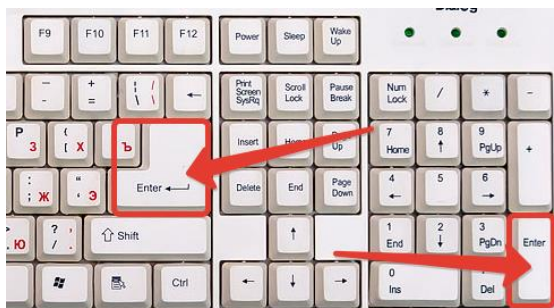 Dialog
F9 F10 F11 F12 Power Sleep Wake Up
_ - + = ¦ / \ \ ← Print Screen SysRq Scroll Lock Pause Break Num Lock / * -
P З { [ Х Ъ Insert Home Up 7 Home 8 ↑ 9 PgUp +
: ; Ж " ' Э Enter Delete End Page Down 4 ← 5 6 →
Ю ? / , . ⇧ Shift ↑ 1 End 2 ↓ 3 PgDn Enter
Ctrl ← ↓ → 0 Ins . Del